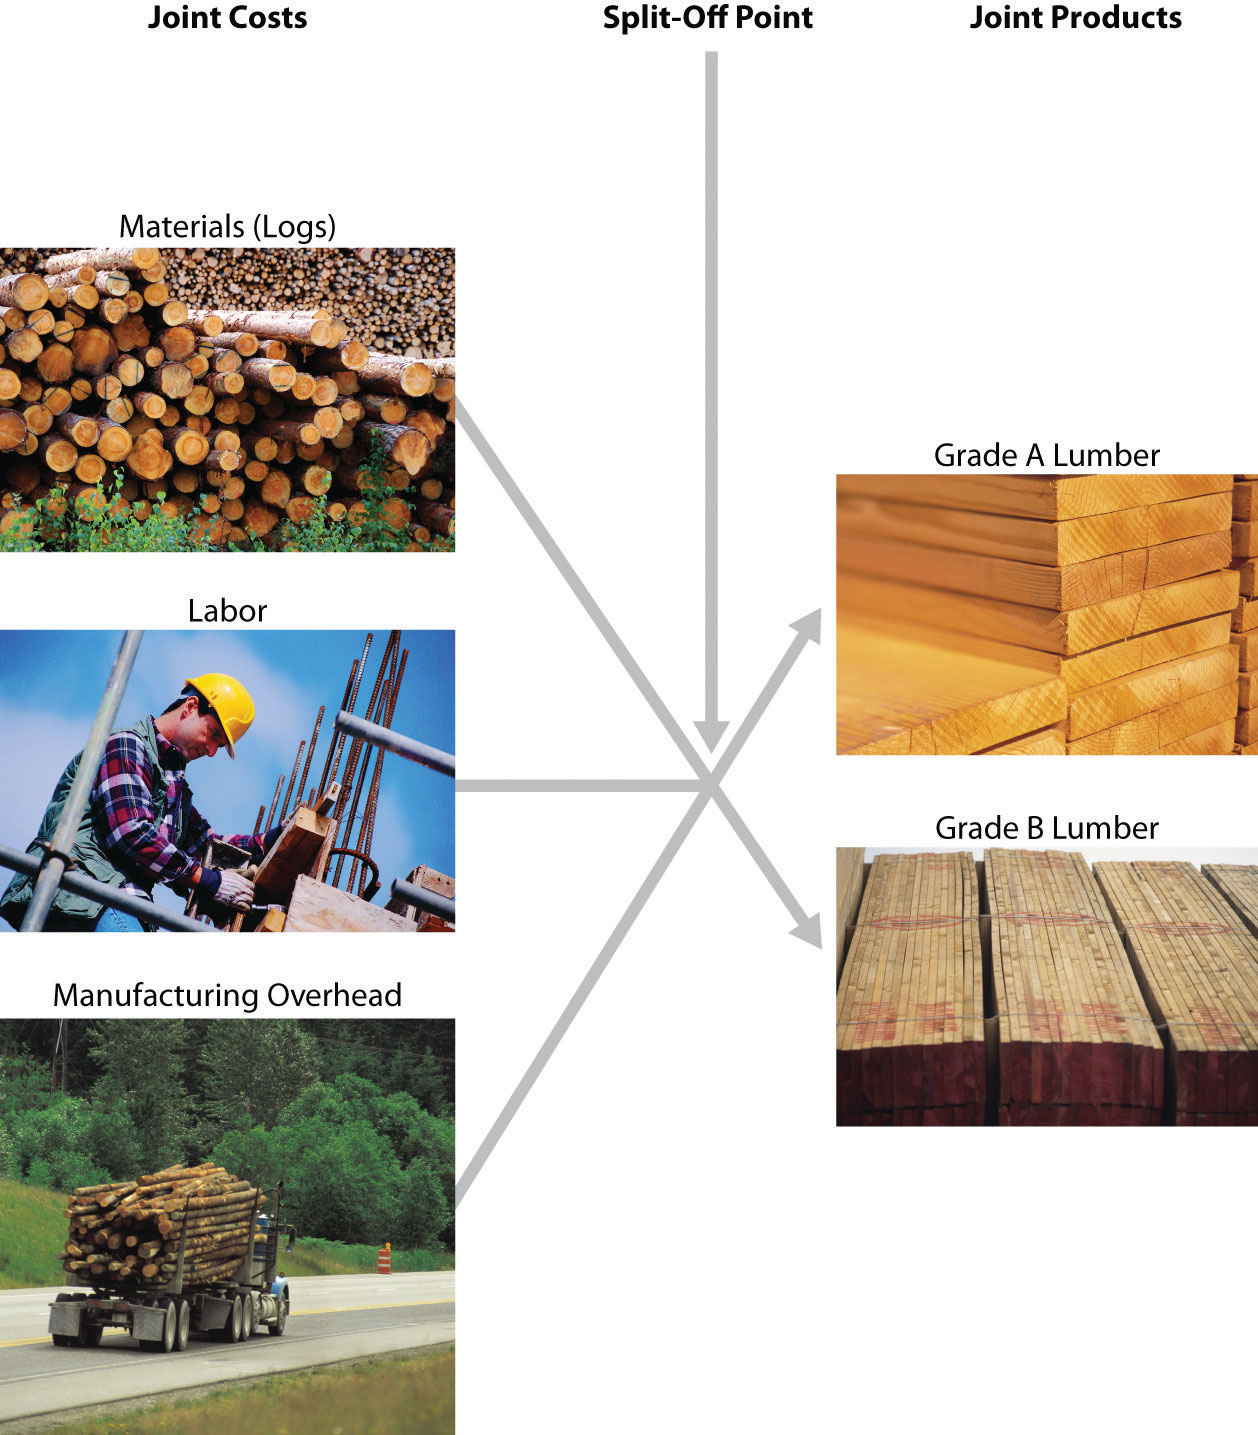 Joint Costs
Split-Off Point
Joint Products
Materials (Logs)
Grade A Lumber
Labor
Grade B Lumber
Manufacturing Overhead